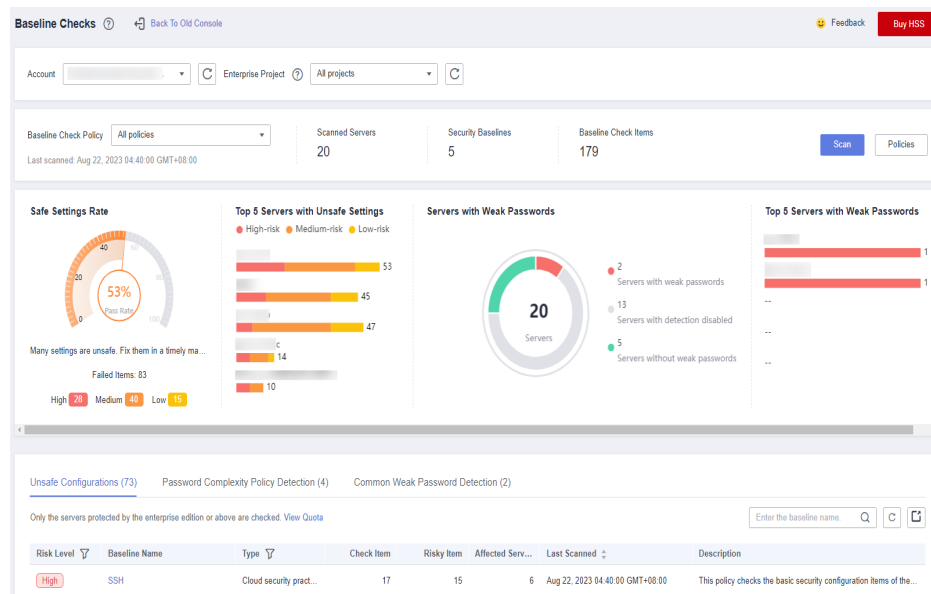 Baseline Checks ? Back To Old Console Feedback Buy HSS
Account Enterprise Project ? All projects
Baseline Check Policy All policies
Last scanned: Aug 22, 2023 04:40:00 GMT+08:00
Scanned Servers
20
Security Baselines
5
Baseline Check Items
179
Scan Policies
Safe Settings Rate
0 20 40 60 80 100
53%
Pass Rate
Many settings are unsafe. Fix them in a timely ma...
Failed Items: 83
High 28 Medium 40 Low 15
Top 5 Servers with Unsafe Settings
High-risk Medium-risk Low-risk
53
45
47
c
14
10
Servers with Weak Passwords
20
Servers
2
Servers with weak passwords
13
Servers with detection disabled
5
Servers without weak passwords
Top 5 Servers with Weak Passwords
1
1
--
--
--
Unsafe Configurations (73) Password Complexity Policy Detection (4) Common Weak Password Detection (2)
Only the servers protected by the enterprise edition or above are checked. View Quota
Enter the baseline name.
Risk Level Baseline Name Type Check Item Risky Item Affected Serv... Last Scanned Description
High SSH Cloud security pract... 17 15 6 Aug 22, 2023 04:40:00 GMT+08:00 This policy checks the basic security configuration items of the...